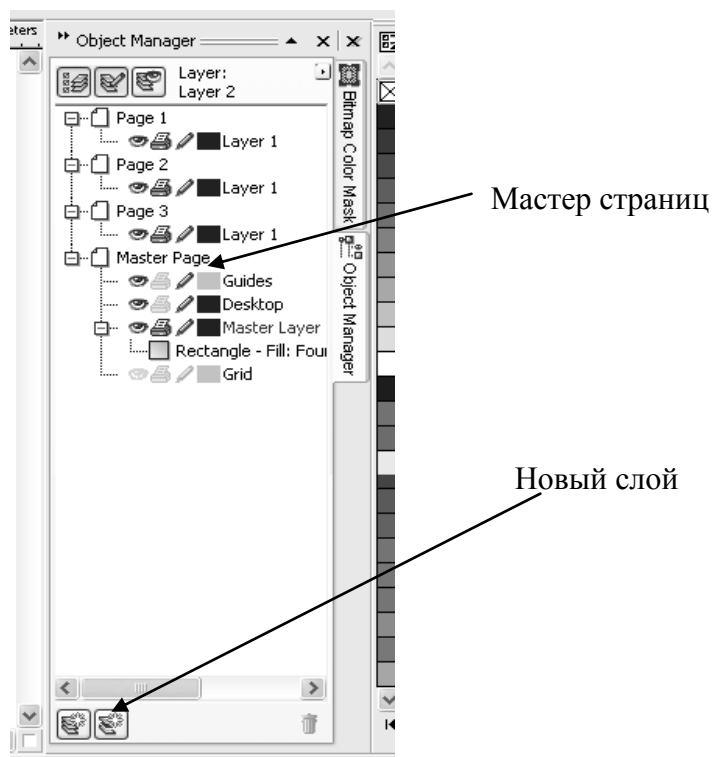 eters
Object Manager
Layer:
Layer 2
Page 1
Layer 1
Page 2
Layer 1
Page 3
Layer 1
Master Page
Guides
Desktop
Master Layer
Rectangle - Fill: Four
Grid
Bitmap Color Mask
Object Manager
Мастер страниц
Новый слой